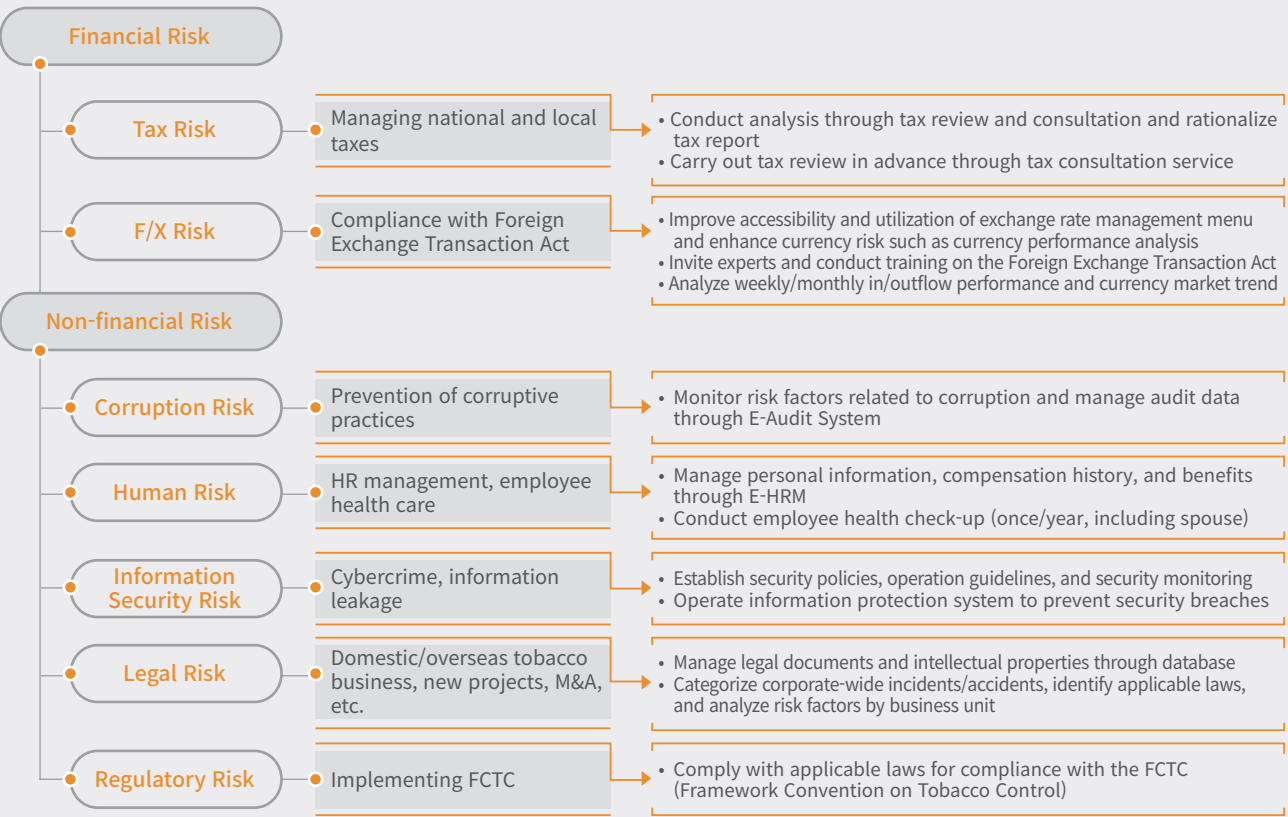 Financial Risk
Tax Risk
Managing national and local
taxes
• Conduct analysis through tax review and consultation and rationalize
tax report
• Carry out tax review in advance through tax consultation service
F/X Risk
Compliance with Foreign
Exchange Transaction Act
• Improve accessibility and utilization of exchange rate management menu
and enhance currency risk such as currency performance analysis
• Invite experts and conduct training on the Foreign Exchange Transaction Act
• Analyze weekly/monthly in/outflow performance and currency market trend
Non-financial Risk
Corruption Risk
Prevention of corruptive
practices
• Monitor risk factors related to corruption and manage audit data
through E-Audit System
Human Risk
HR management, employee
health care
• Manage personal information, compensation history, and benefits
through E-HRM
• Conduct employee health check-up (once/year, including spouse)
Information
Security Risk
Cybercrime, information
leakage
• Establish security policies, operation guidelines, and security monitoring
• Operate information protection system to prevent security breaches
Legal Risk
Domestic/overseas tobacco
business, new projects, M&A,
etc.
• Manage legal documents and intellectual properties through database
• Categorize corporate-wide incidents/accidents, identify applicable laws,
and analyze risk factors by business unit
Regulatory Risk
Implementing FCTC
• Comply with applicable laws for compliance with the FCTC
(Framework Convention on Tobacco Control)